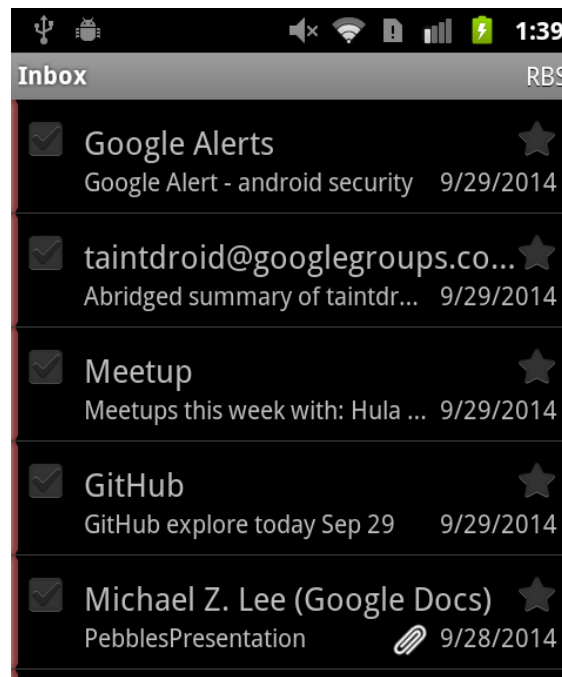 1:39
Inbox RBS
Google Alerts
Google Alert - android security 9/29/2014
taintdroid@googlegroups.co...
Abridged summary of taintdr... 9/29/2014
Meetup
Meetups this week with: Hula ... 9/29/2014
GitHub
GitHub explore today Sep 29 9/29/2014
Michael Z. Lee (Google Docs)
PebblesPresentation 9/28/2014